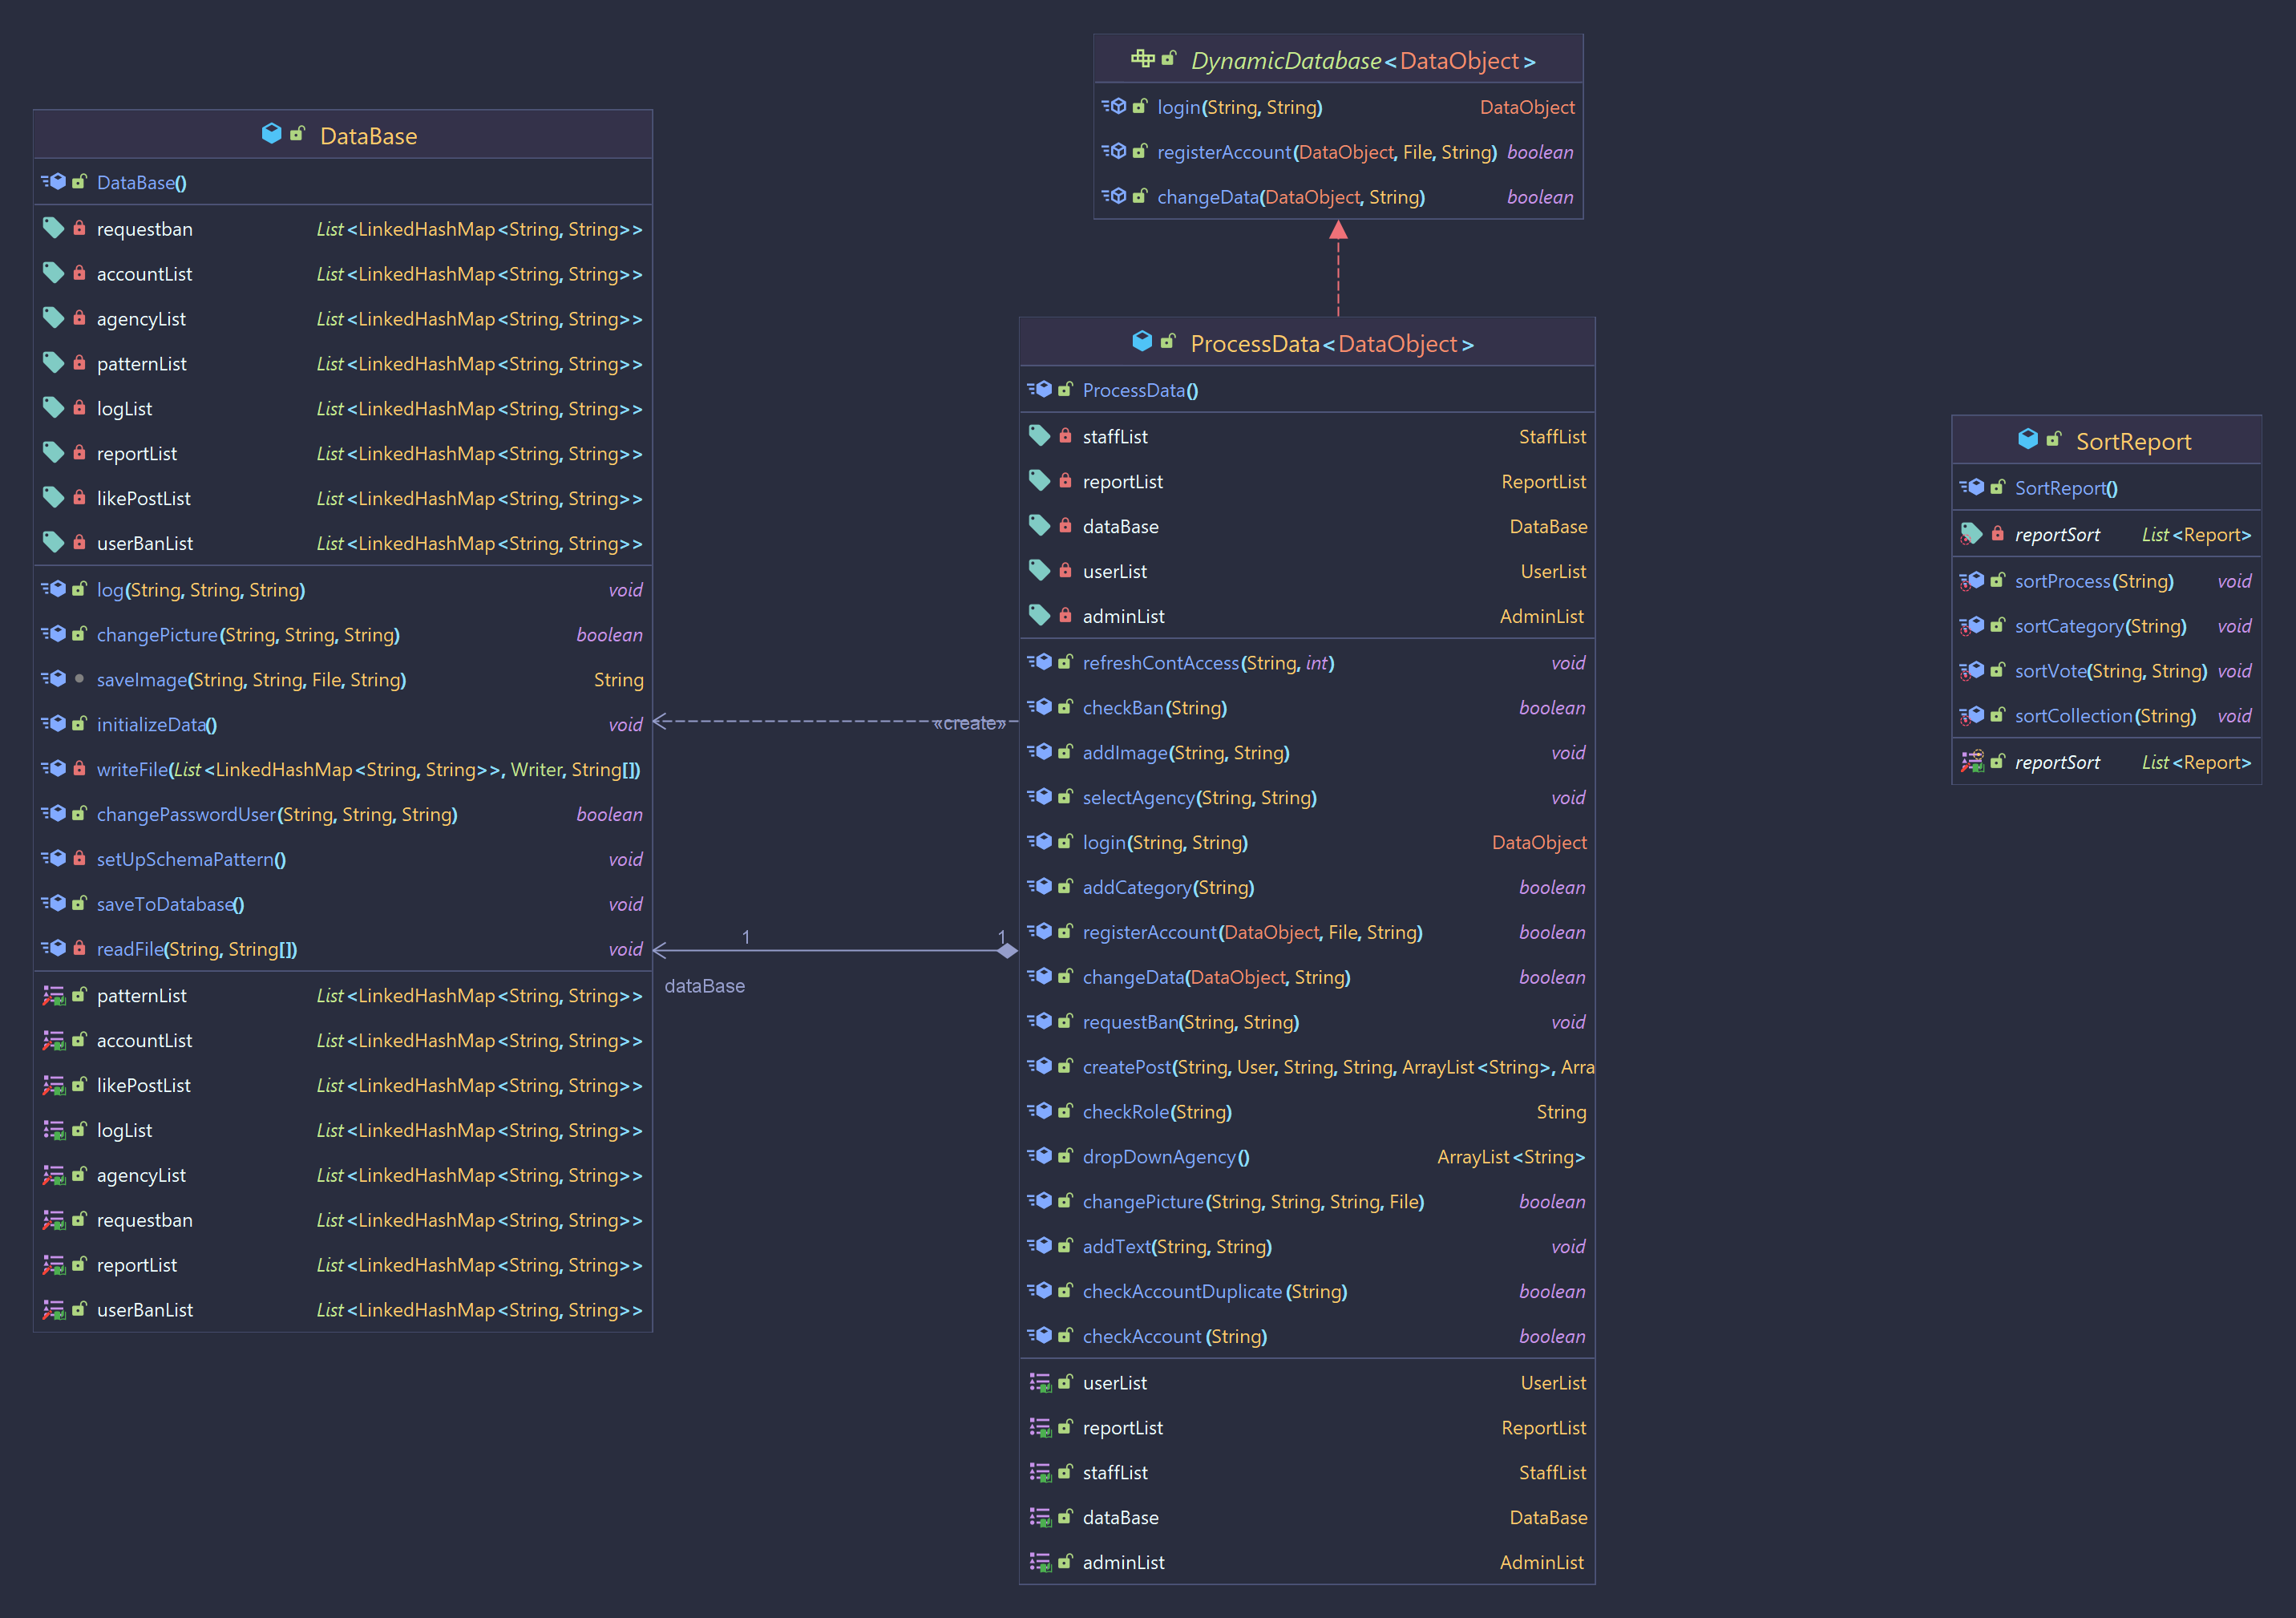 DataBase
DataBase()
requestban List<LinkedHashMap<String, String>>
accountList List<LinkedHashMap<String, String>>
agencyList List<LinkedHashMap<String, String>>
patternList List<LinkedHashMap<String, String>>
logList List<LinkedHashMap<String, String>>
reportList List<LinkedHashMap<String, String>>
likePostList List<LinkedHashMap<String, String>>
userBanList List<LinkedHashMap<String, String>>
log(String, String, String) void
changePicture(String, String, String) boolean
saveImage(String, String, File, String) String
initializeData() void
writeFile(List<LinkedHashMap<String, String>>, Writer, String[])
changePasswordUser(String, String, String) boolean
setUpSchemaPattern() void
saveToDatabase() void
readFile(String, String[]) void
patternList List<LinkedHashMap<String, String>>
accountList List<LinkedHashMap<String, String>>
likePostList List<LinkedHashMap<String, String>>
logList List<LinkedHashMap<String, String>>
agencyList List<LinkedHashMap<String, String>>
requestban List<LinkedHashMap<String, String>>
reportList List<LinkedHashMap<String, String>>
userBanList List<LinkedHashMap<String, String>>
«create»
1 1
dataBase
DynamicDatabase<DataObject>
login(String, String) DataObject
registerAccount(DataObject, File, String) boolean
changeData(DataObject, String) boolean
ProcessData<DataObject>
ProcessData()
staffList StaffList
reportList ReportList
dataBase DataBase
userList UserList
adminList AdminList
refreshContAccess(String, int) void
checkBan(String) boolean
addImage(String, String) void
selectAgency(String, String) void
login(String, String) DataObject
addCategory(String) boolean
registerAccount(DataObject, File, String) boolean
changeData(DataObject, String) boolean
requestBan(String, String) void
createPost(String, User, String, String, ArrayList<String>, Arra
checkRole(String) String
dropDownAgency() ArrayList<String>
changePicture(String, String, String, File) boolean
addText(String, String) void
checkAccountDuplicate(String) boolean
checkAccount(String) boolean
userList UserList
reportList ReportList
staffList StaffList
dataBase DataBase
adminList AdminList
SortReport
SortReport()
reportSort List<Report>
sortProcess(String) void
sortCategory(String) void
sortVote(String, String) void
sortCollection(String) void
reportSort List<Report>